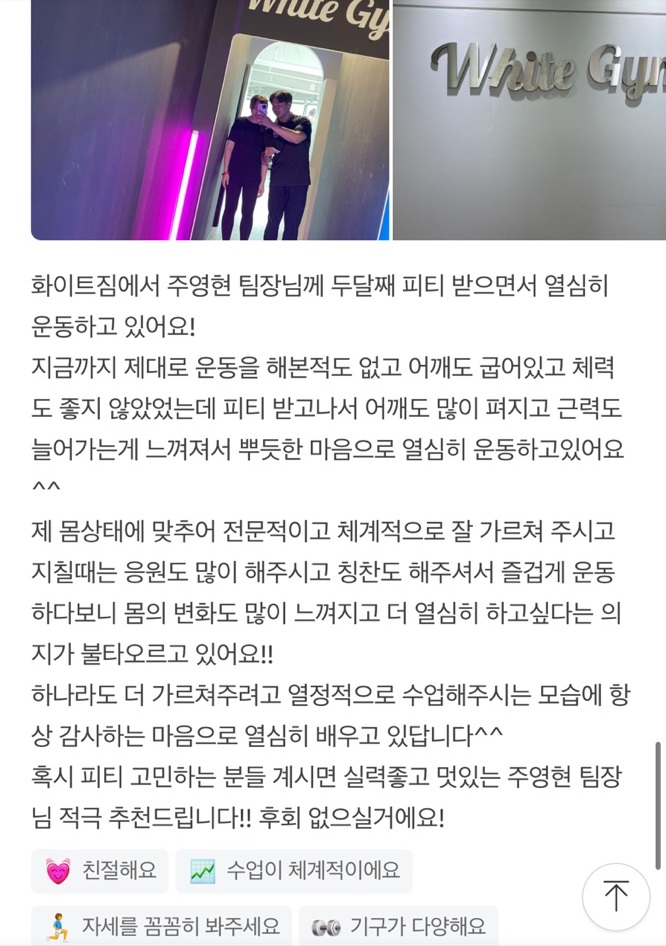 White Gy
White Gym
화이트짐에서 주영현 팀장님께 두달째 피티 받으면서 열심히
운동하고 있어요!
지금까지 제대로 운동을 해본적도 없고 어깨도 굽어있고 체력
도 좋지 않았었는데 피티 받고나서 어깨도 많이 펴지고 근력도
늘어가는게 느껴져서 뿌듯한 마음으로 열심히 운동하고있어요
^^
제 몸상태에 맞추어 전문적이고 체계적으로 잘 가르쳐 주시고
지칠때는 응원도 많이 해주시고 칭찬도 해주셔서 즐겁게 운동
하다보니 몸의 변화도 많이 느껴지고 더 열심히 하고싶다는 의
지가 불타오르고 있어요!!
하나라도 더 가르쳐주려고 열정적으로 수업해주시는 모습에 항
상 감사하는 마음으로 열심히 배우고 있답니다^^
혹시 피티 고민하는 분들 계시면 실력좋고 멋있는 주영현 팀장
님 적극 추천드립니다!! 후회 없으실거에요!
친절해요
수업이 체계적이에요
자세를 꼼꼼히 봐주세요
기구가 다양해요